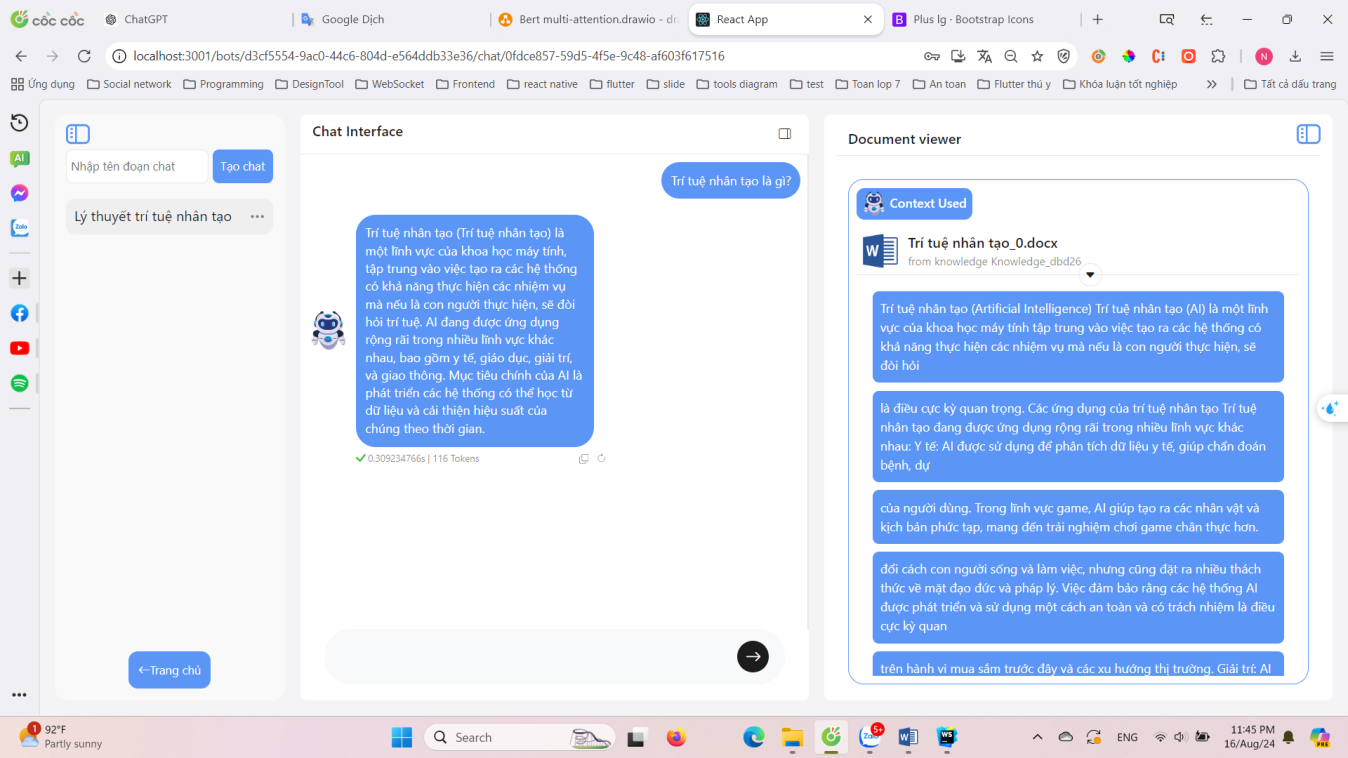 cốc cốc
ChatGPT
Google Dịch
Bert multi-attention.drawio - dr
React App
Plus lg · Bootstrap Icons
localhost:3001/bots/d3cf5554-9ac0-44c6-804d-e564ddb33e36/chat/0fdce857-59d5-4f5e-9c48-af603f617516
N
Ứng dụng
Social network
Programming
DesignTool
WebSocket
Frontend
react native
flutter
slide
tools diagram
test
Toan lop 7
An toan
Flutter thú y
Khóa luận tốt nghiệp
Tất cả dấu trang
AI
Zalo
Nhập tên đoạn chat
Tạo chat
Lý thuyết trí tuệ nhân tạo
←Trang chủ
Chat Interface
Trí tuệ nhân tạo là gì?
Trí tuệ nhân tạo (Trí tuệ nhân tạo) là
một lĩnh vực của khoa học máy tính,
tập trung vào việc tạo ra các hệ thống
có khả năng thực hiện các nhiệm vụ
mà nếu là con người thực hiện, sẽ đòi
hỏi trí tuệ. AI đang được ứng dụng
rộng rãi trong nhiều lĩnh vực khác
nhau, bao gồm y tế, giáo dục, giải trí,
và giao thông. Mục tiêu chính của AI là
phát triển các hệ thống có thể học từ
dữ liệu và cải thiện hiệu suất của
chúng theo thời gian.
0.309234766s | 116 Tokens
Document viewer
Context Used
W
Trí tuệ nhân tạo_0.docx
from knowledge Knowledge_dbd26
Trí tuệ nhân tạo (Artificial Intelligence) Trí tuệ nhân tạo (AI) là một lĩnh
vực của khoa học máy tính tập trung vào việc tạo ra các hệ thống có
khả năng thực hiện các nhiệm vụ mà nếu là con người thực hiện, sẽ
đòi hỏi
là điều cực kỳ quan trọng. Các ứng dụng của trí tuệ nhân tạo Trí tuệ
nhân tạo đang được ứng dụng rộng rãi trong nhiều lĩnh vực khác
nhau: Y tế: AI được sử dụng để phân tích dữ liệu y tế, giúp chẩn đoán
bệnh, dự
của người dùng. Trong lĩnh vực game, AI giúp tạo ra các nhân vật và
kịch bản phức tạp, mang đến trải nghiệm chơi game chân thực hơn.
đổi cách con người sống và làm việc, nhưng cũng đặt ra nhiều thách
thức về mặt đạo đức và pháp lý. Việc đảm bảo rằng các hệ thống AI
được phát triển và sử dụng một cách an toàn và có trách nhiệm là điều
cực kỳ quan
trên hành vi mua sắm trước đây và các xu hướng thị trường. Giải trí: AI
1
92°F
Partly sunny
Search
Zalo
5+
W
WS
ENG
11:45 PM
16/Aug/24
PRE